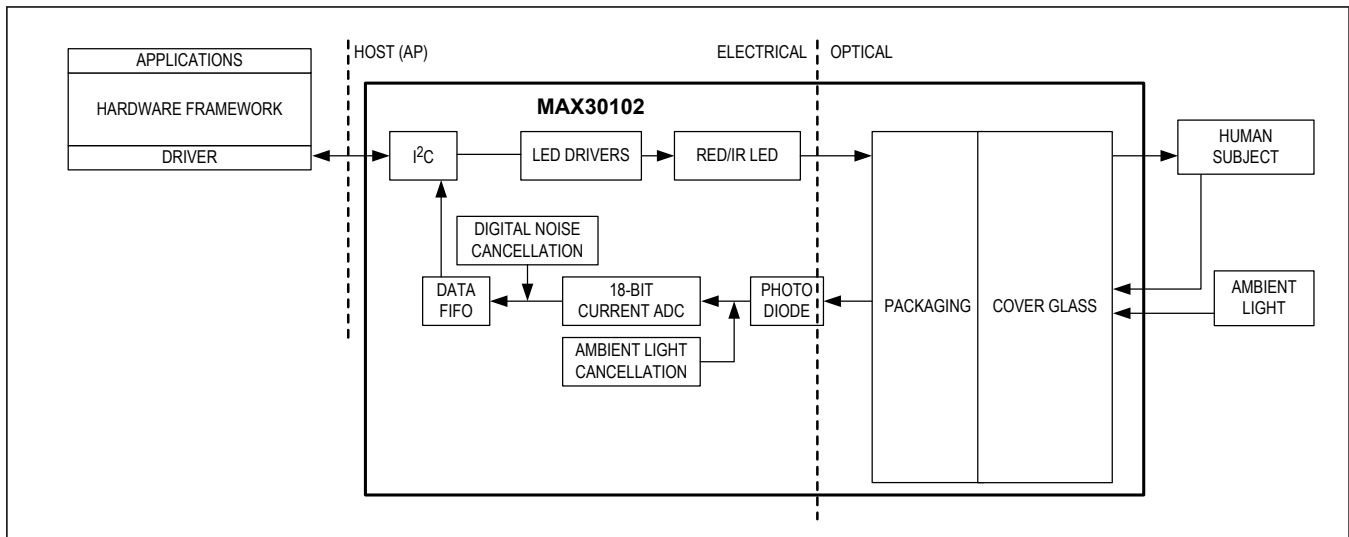 APPLICATIONS
HARDWARE FRAMEWORK
DRIVER
HOST (AP)
ELECTRICAL
OPTICAL
MAX30102
I²C
LED DRIVERS
RED/IR LED
PACKAGING
COVER GLASS
HUMAN
SUBJECT
DIGITAL NOISE
CANCELLATION
DATA
FIFO
18-BIT
CURRENT ADC
PHOTO
DIODE
AMBIENT LIGHT
CANCELLATION
AMBIENT
LIGHT